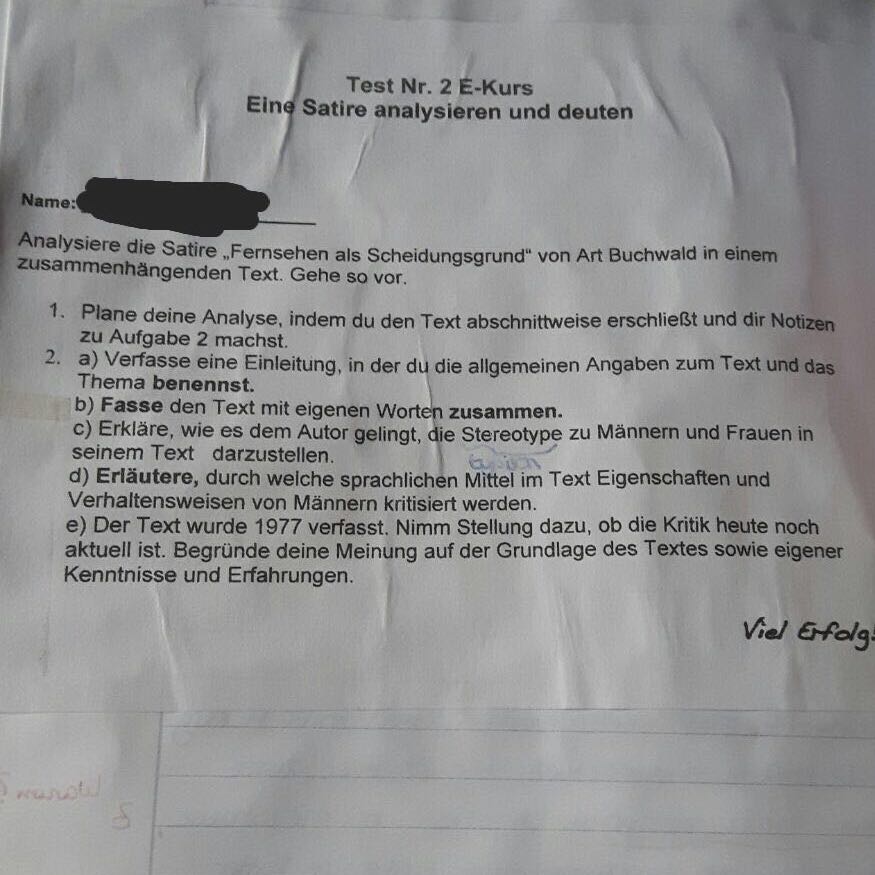 Test Nr. 2 E-Kurs
Eine Satire analysieren und deuten
Name:
Analysiere die Satire „Fernsehen als Scheidungsgrund“ von Art Buchwald in einem
zusammenhängenden Text. Gehe so vor.
1. Plane deine Analyse, indem du den Text abschnittweise erschließt und dir Notizen
zu Aufgabe 2 machst.
2. a) Verfasse eine Einleitung, in der du die allgemeinen Angaben zum Text und das
Thema benennst.
b) Fasse den Text mit eigenen Worten zusammen.
c) Erkläre, wie es dem Autor gelingt, die Stereotype zu Männern und Frauen in
seinem Text darzustellen.
d) Erläutere, durch welche sprachlichen Mittel im Text Eigenschaften und
Verhaltensweisen von Männern kritisiert werden.
e) Der Text wurde 1977 verfasst. Nimm Stellung dazu, ob die Kritik heute noch
aktuell ist. Begründe deine Meinung auf der Grundlage des Textes sowie eigener
Kenntnisse und Erfahrungen.
Viel Erfolg!